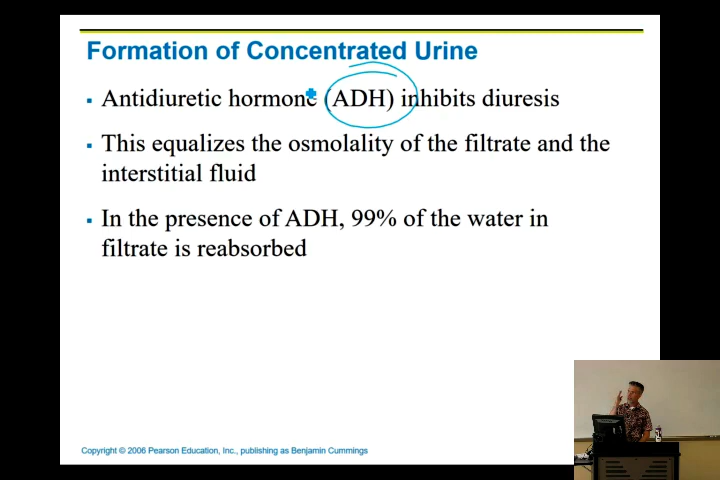 Formation of Concentrated Urine
▪ Antidiuretic hormone (ADH) inhibits diuresis
▪ This equalizes the osmolality of the filtrate and the
interstitial fluid
▪ In the presence of ADH, 99% of the water in
filtrate is reabsorbed
Copyright © 2006 Pearson Education, Inc., publishing as Benjamin Cummings